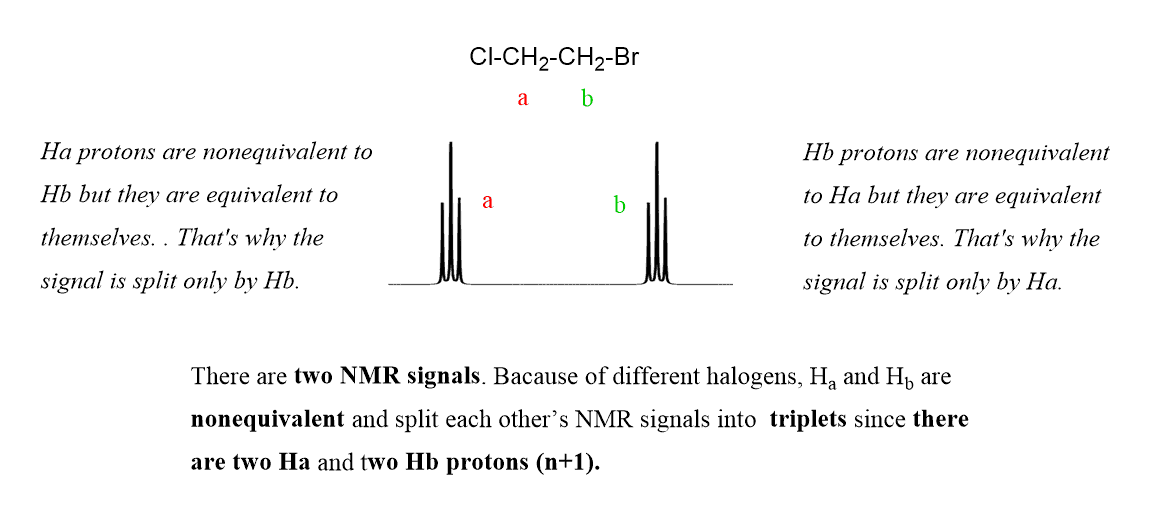 Cl-CH₂-CH₂-Br
a b
Ha protons are nonequivalent to
Hb but they are equivalent to
themselves. . That's why the
signal is split only by Hb.
a
b
Hb protons are nonequivalent
to Ha but they are equivalent
to themselves. That's why the
signal is split only by Ha.
There are two NMR signals. Bacause of different halogens, Hₐ and H_b are
nonequivalent and split each other’s NMR signals into triplets since there
are two Ha and two Hb protons (n+1).